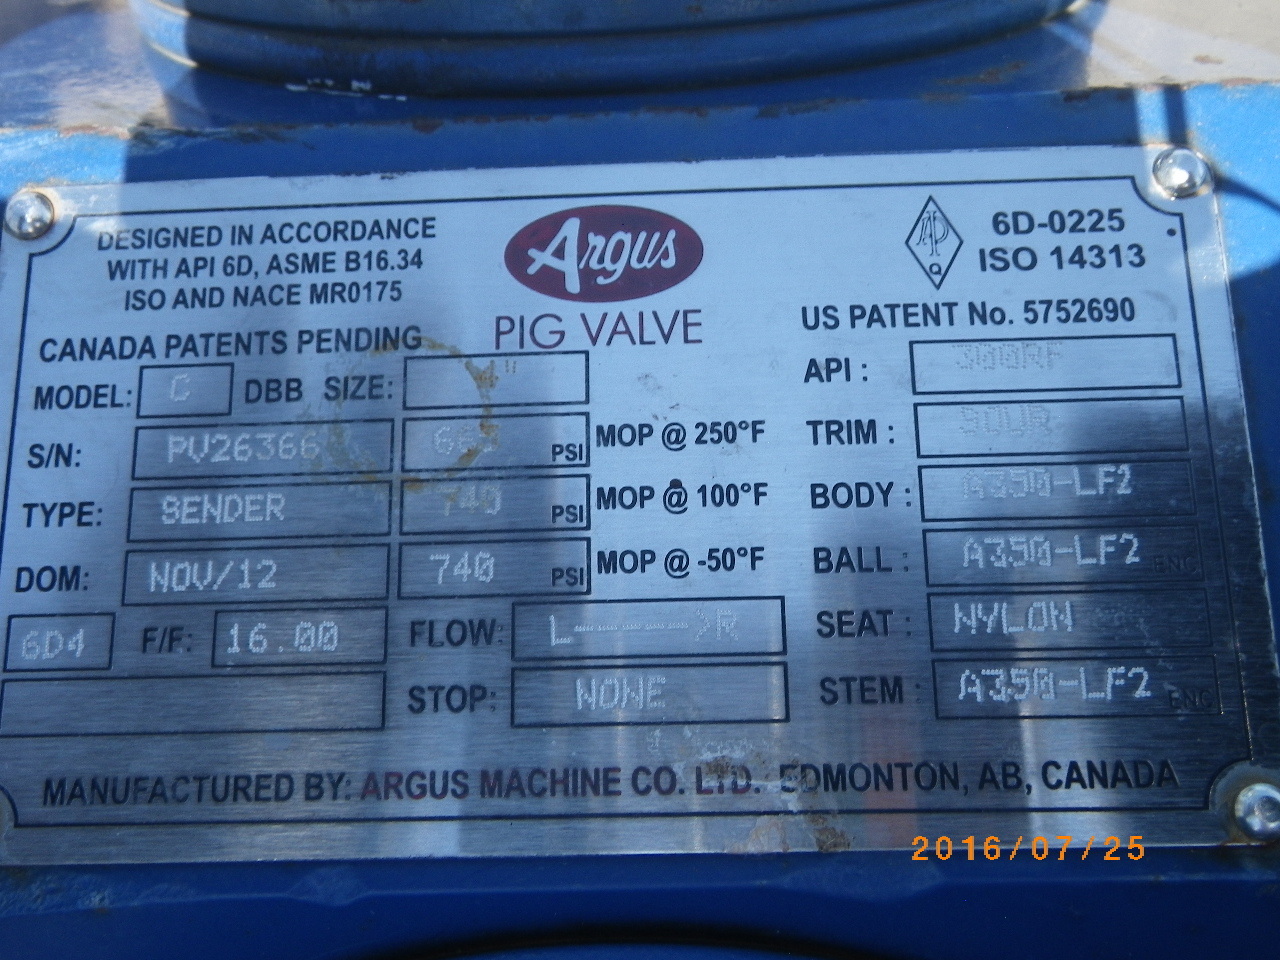 DESIGNED IN ACCORDANCE
WITH API 6D, ASME B16.34
ISO AND NACE MR0175
CANADA PATENTS PENDING
Argus
PIG VALVE
6D-0225
ISO 14313
US PATENT No. 5752690
MODEL: C DBB SIZE: 4" API : 300RF
S/N: PV26366 PSI MOP @ 250°F TRIM : SOUR
TYPE: SENDER 740 PSI MOP @ 100°F BODY : A350-LF2
DOM: NOV/12 740 PSI MOP @ -50°F BALL : A350-LF2 ENC
6D4 F/F: 16.00 FLOW: L------->R SEAT : NYLON
STOP: NONE STEM : A350-LF2 ENC
MANUFACTURED BY: ARGUS MACHINE CO. LTD. EDMONTON, AB, CANADA
2016/07/25